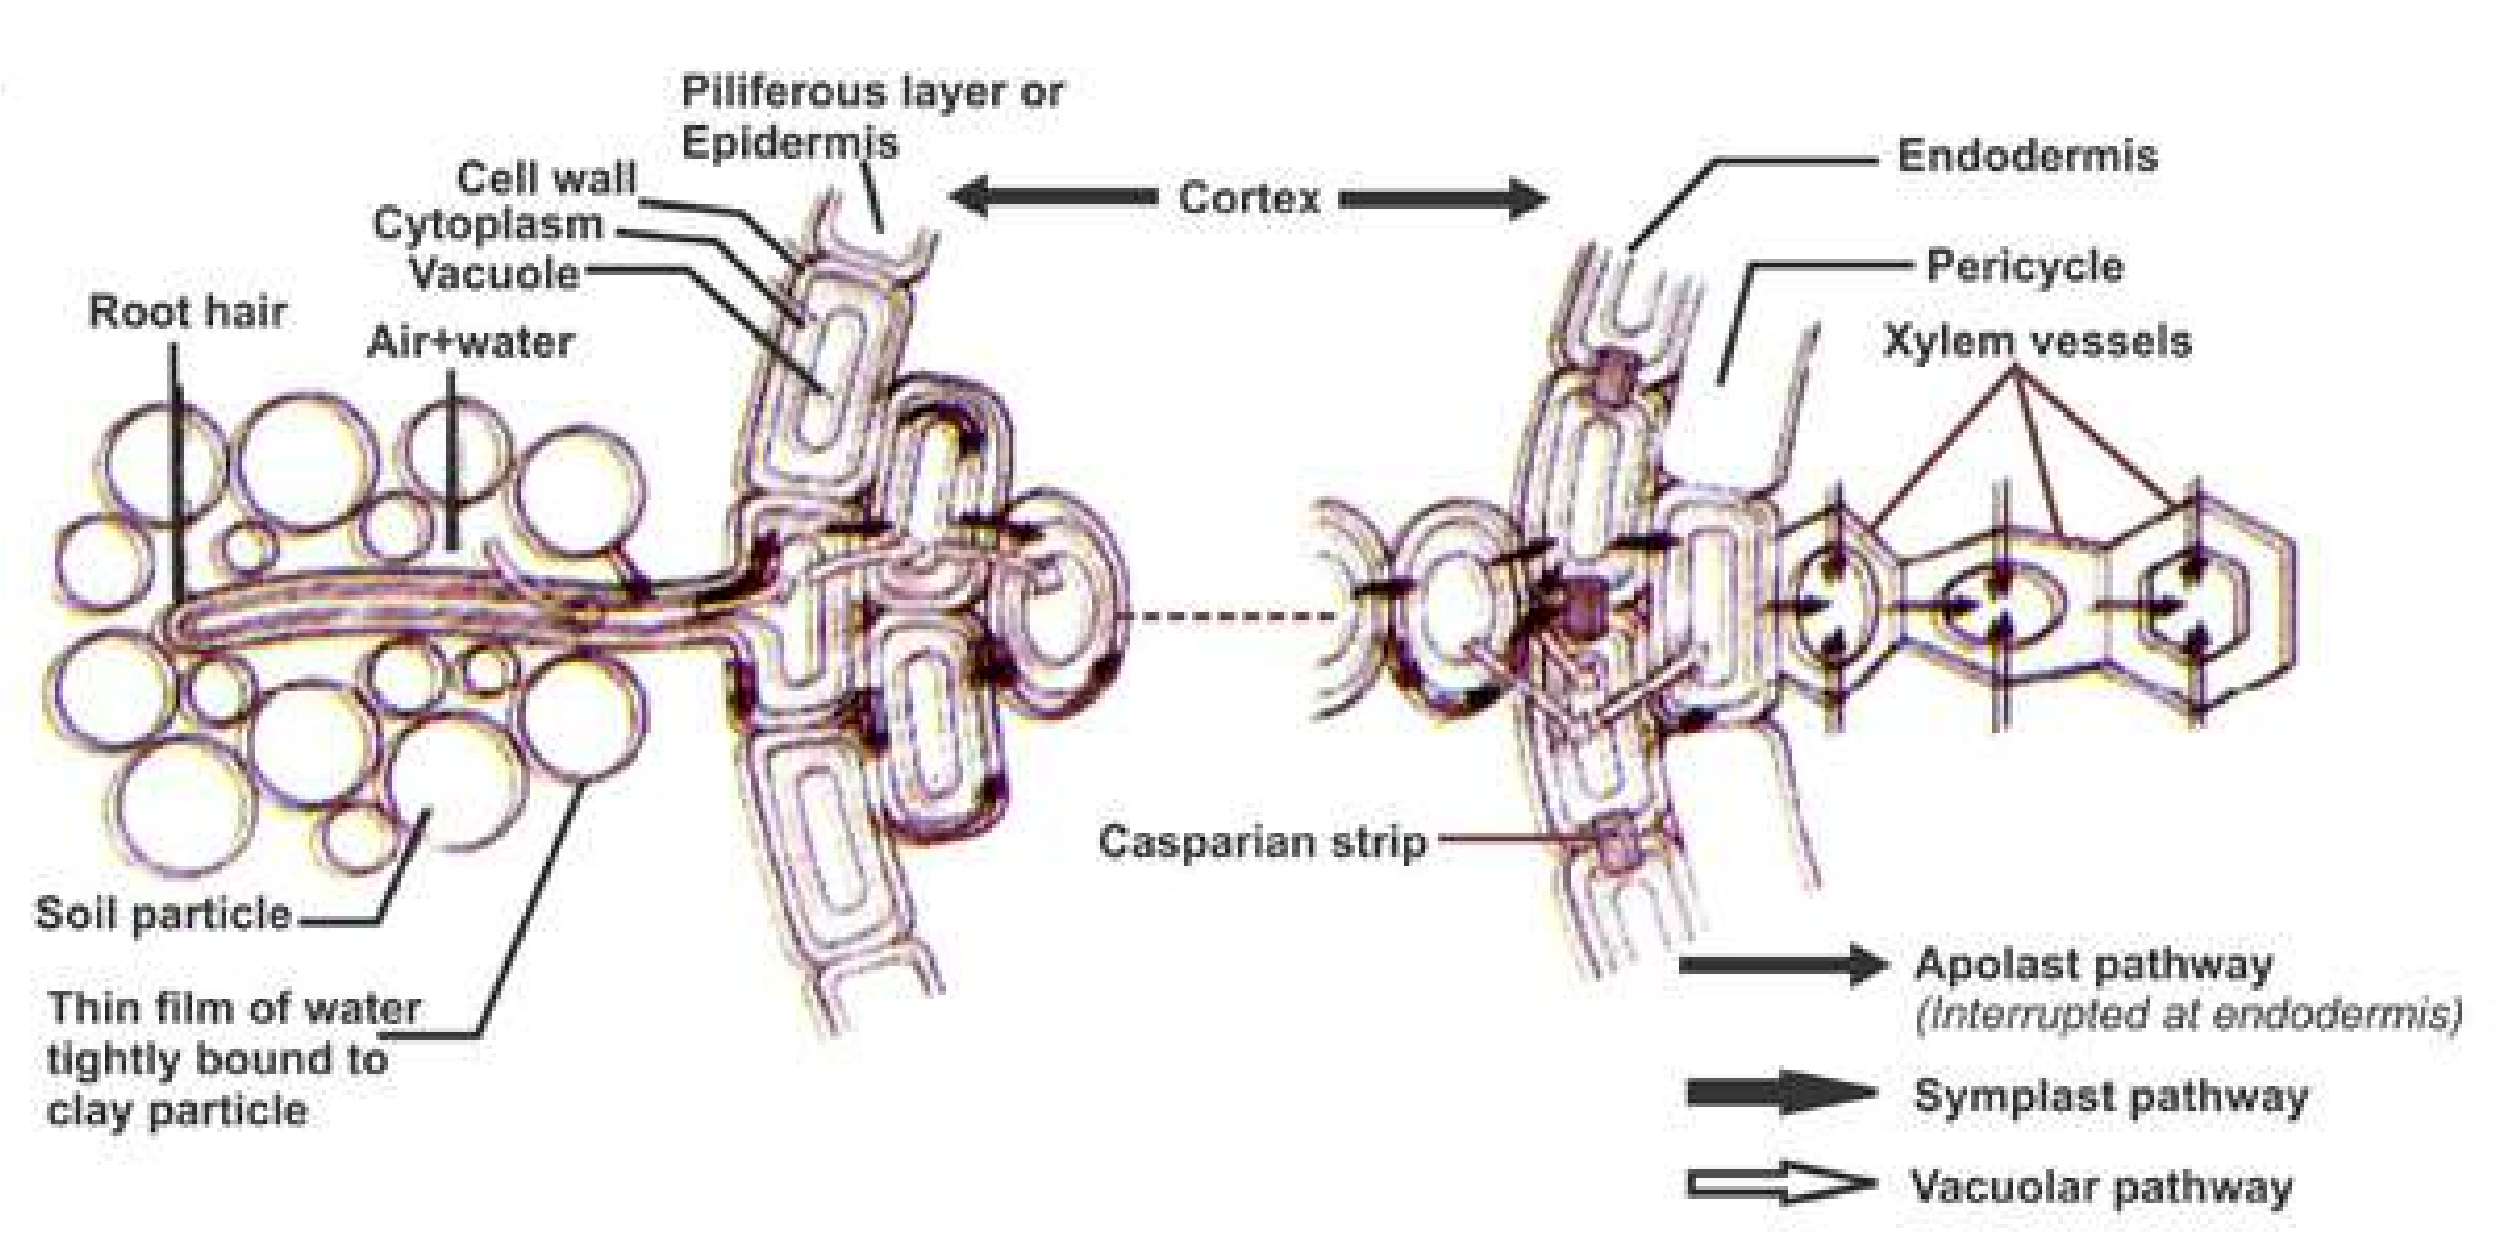 Piliferous layer or
Epidermis
Cell wall
Cytoplasm
Vacuole
Root hair
Air+water
Cortex
Endodermis
Pericycle
Xylem vessels
Casparian strip
Soil particle
Thin film of water
tightly bound to
clay particle
Apolast pathway
(Interrupted at endodermis)
Symplast pathway
Vacuolar pathway